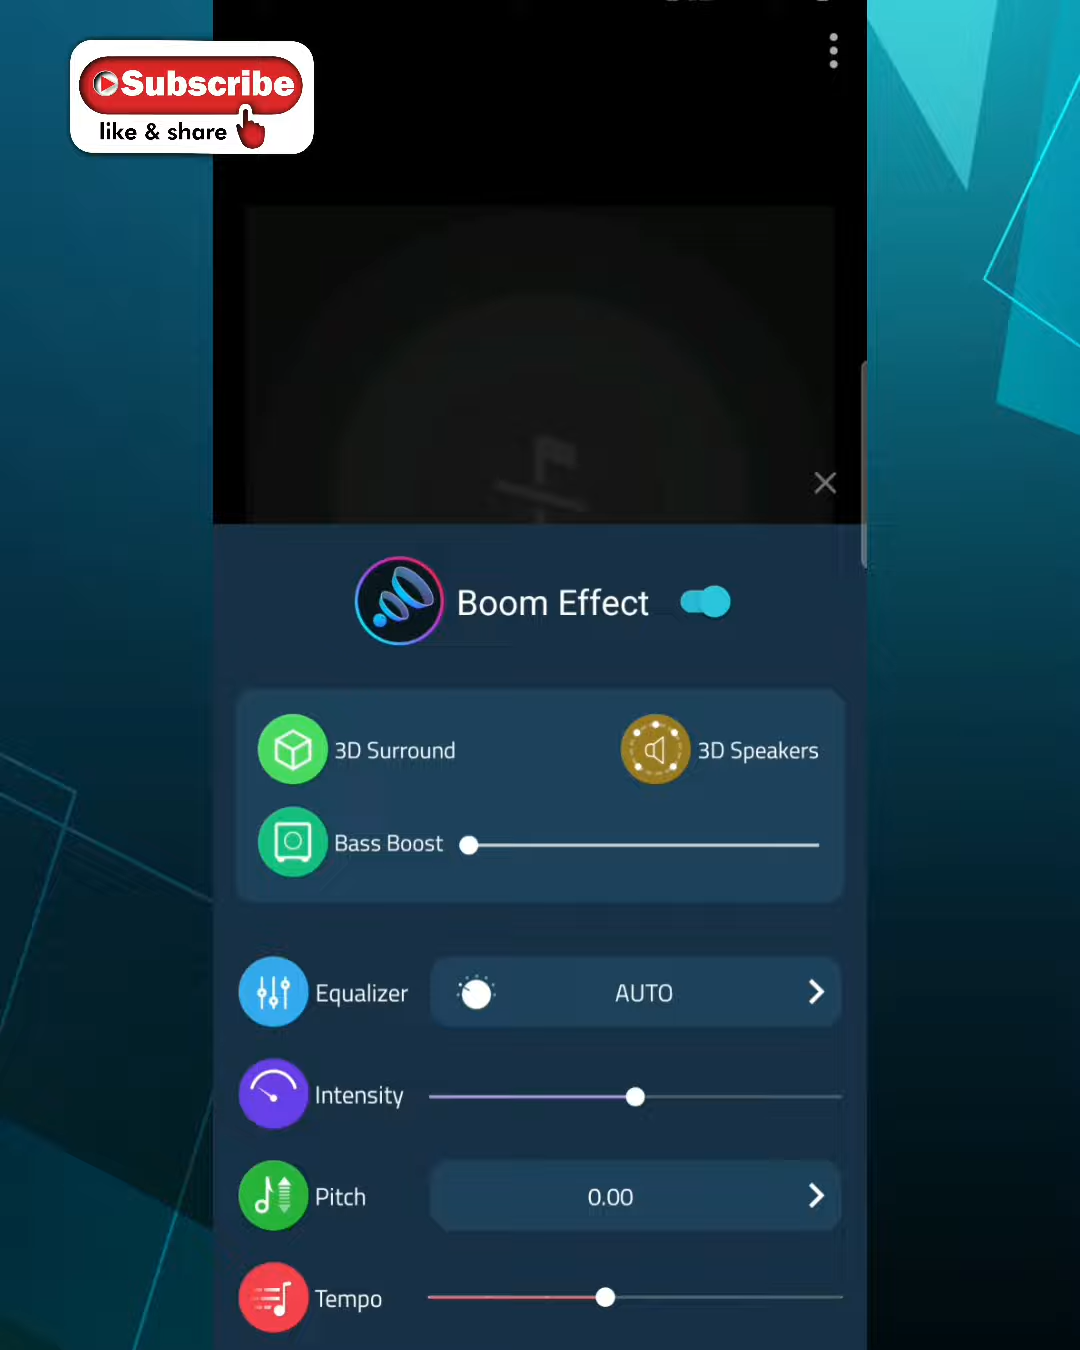 Subscribe
like & share
Boom Effect
3D Surround
3D Speakers
Bass Boost
Equalizer
AUTO
Intensity
Pitch
0.00
Tempo